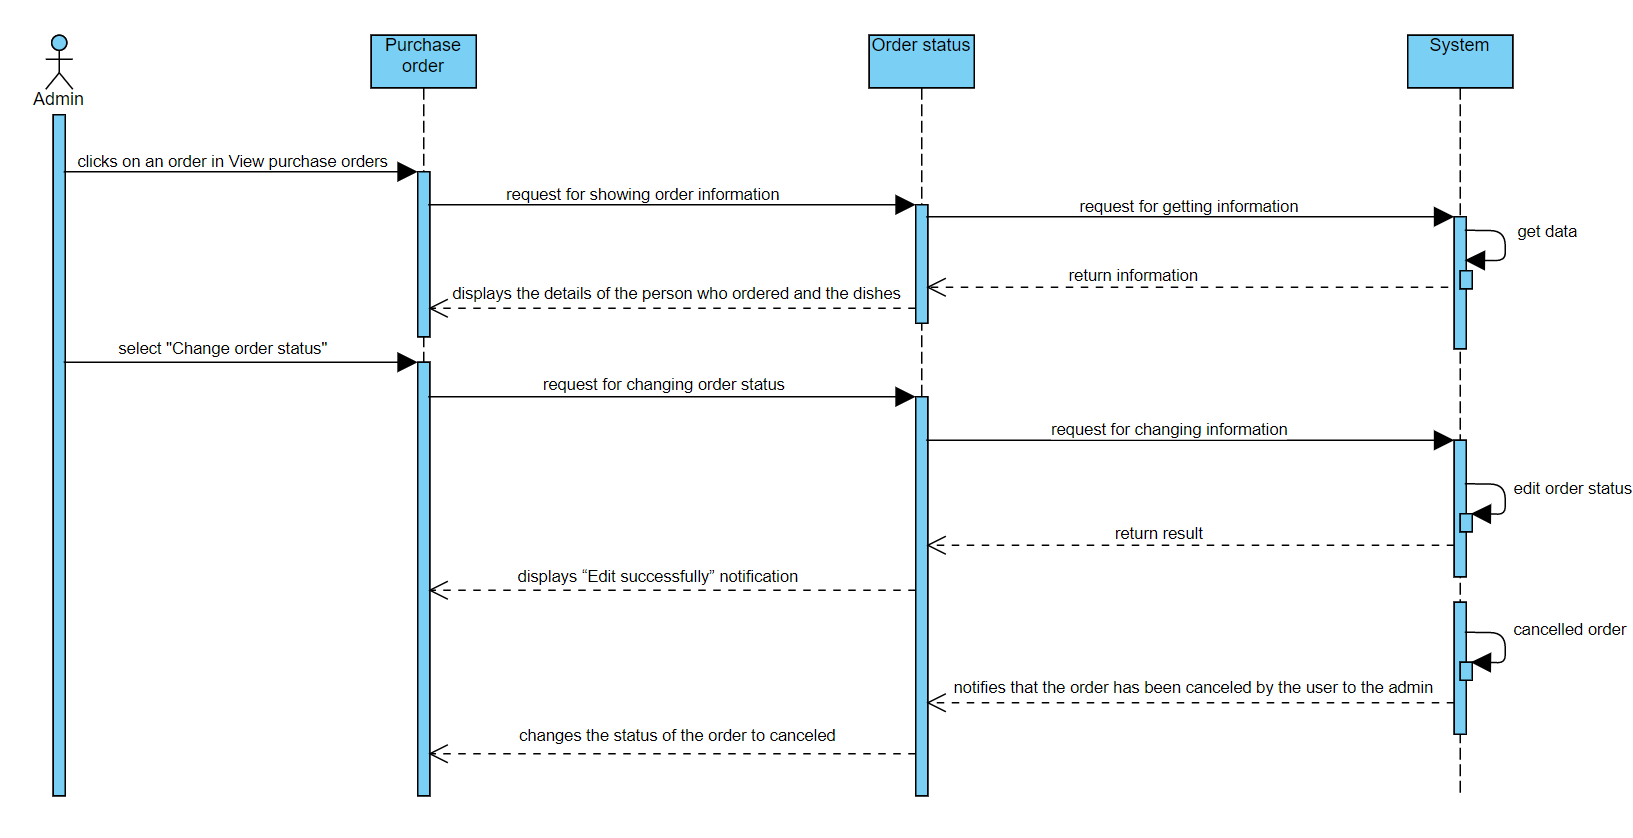 Admin
Purchase
order
Order status
System
clicks on an order in View purchase orders
request for showing order information
request for getting information
get data
return information
displays the details of the person who ordered and the dishes
select "Change order status"
request for changing order status
request for changing information
edit order status
return result
displays “Edit successfully” notification
cancelled order
notifies that the order has been canceled by the user to the admin
changes the status of the order to canceled